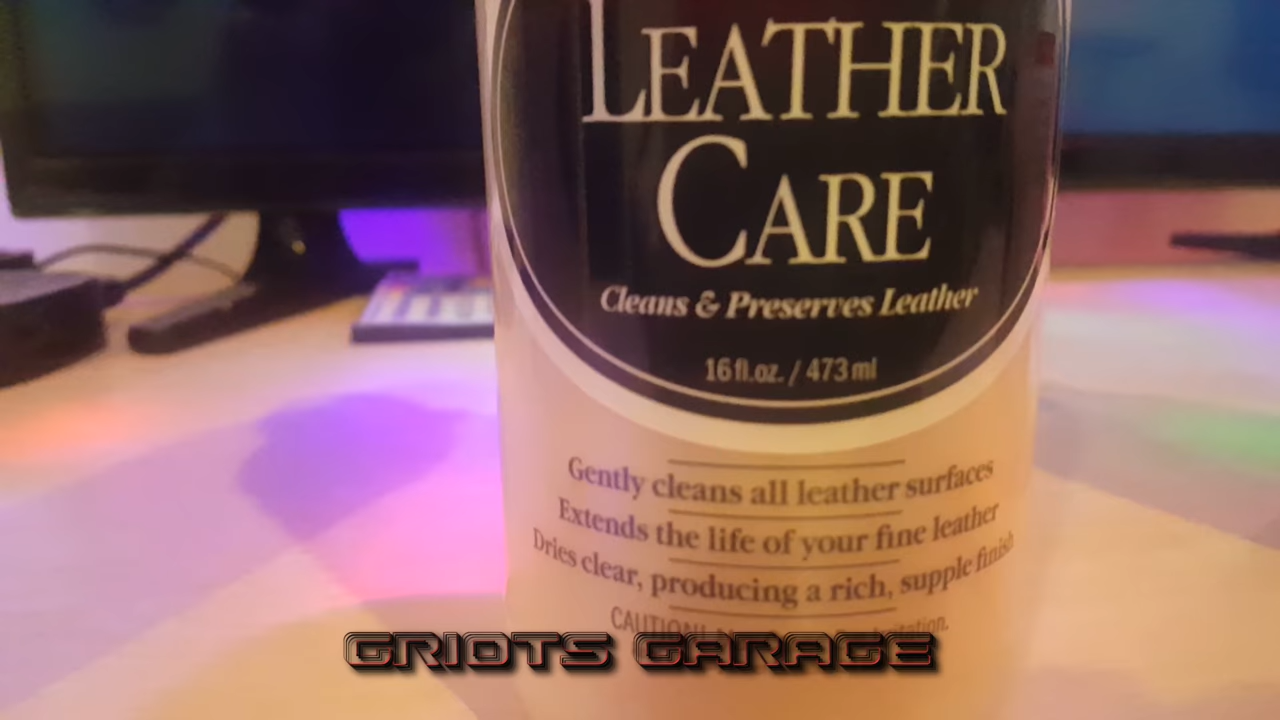 LEATHER
CARE
Cleans & Preserves Leather
16 fl.oz. / 473 ml
Gently cleans all leather surfaces
Extends the life of your fine leather
Dries clear, producing a rich, supple finish
CAUTION!
GRIOTS GARAGE